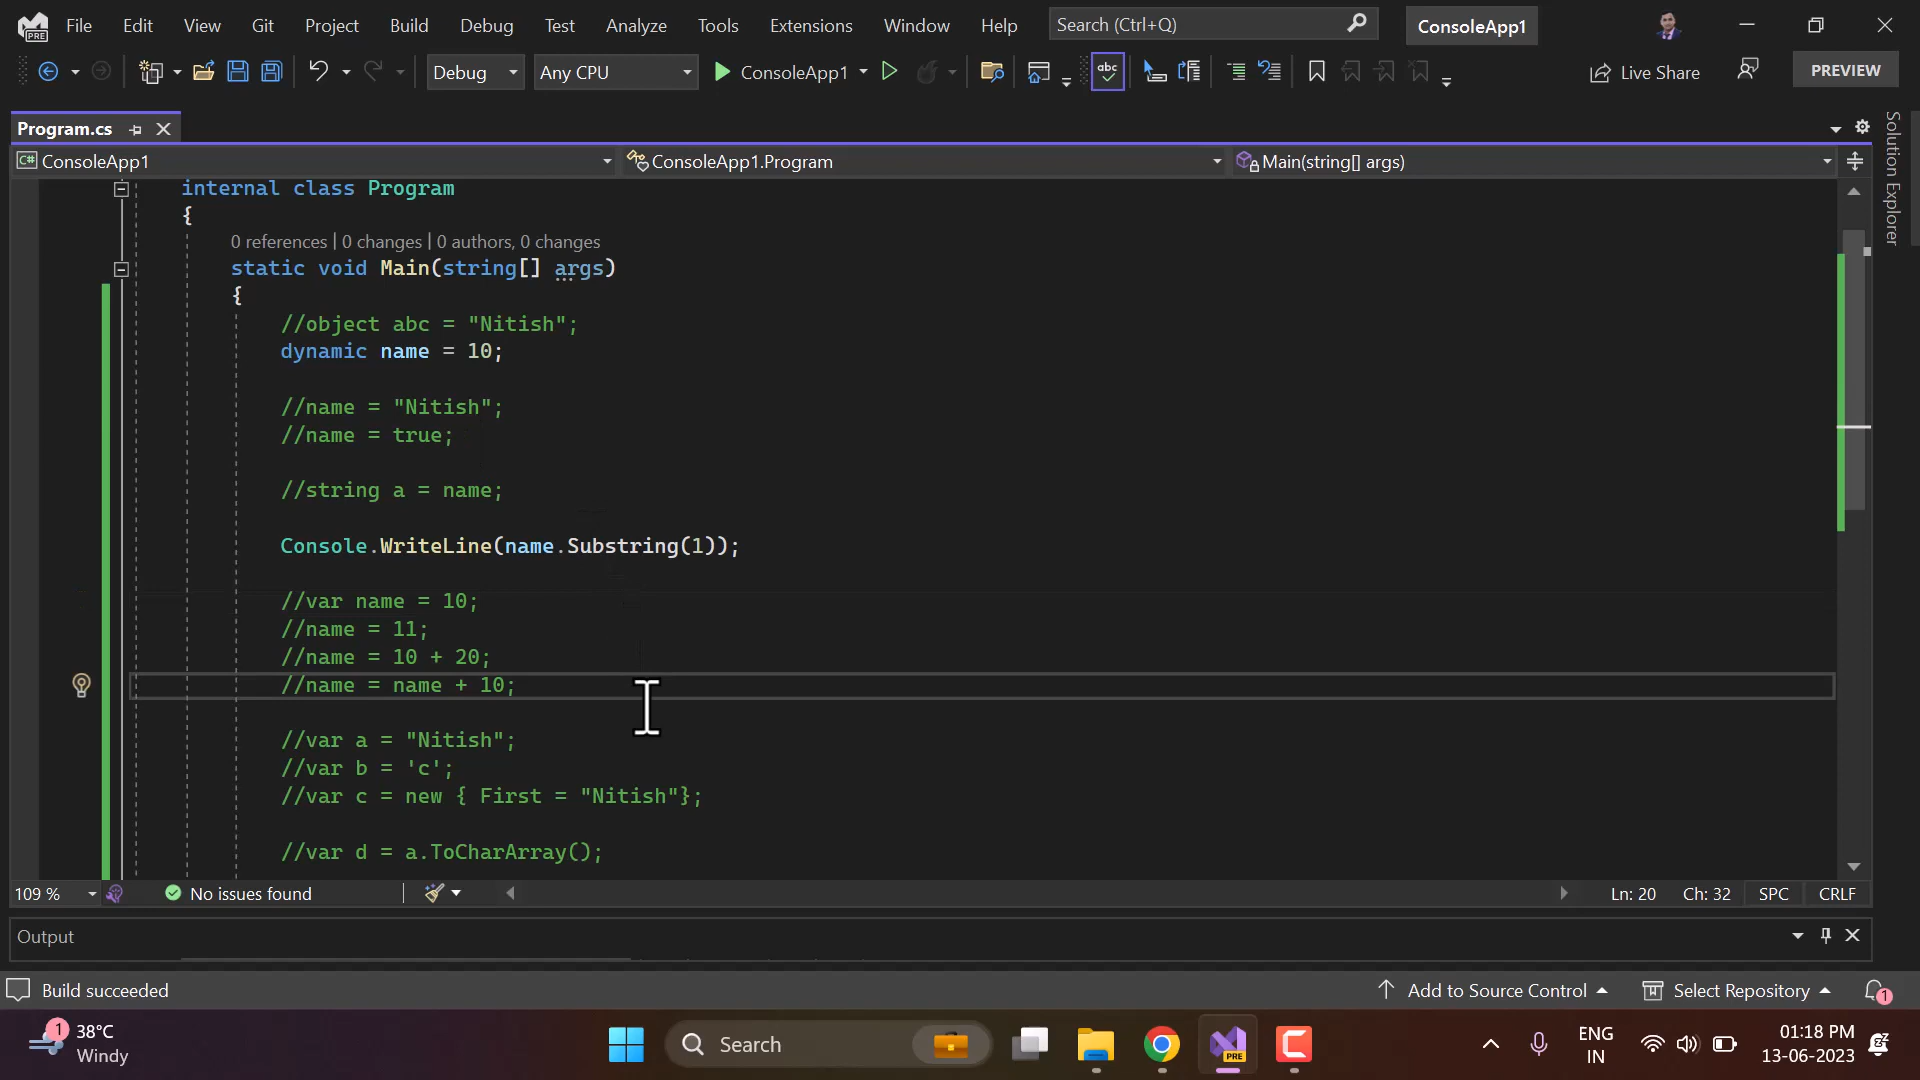 File Edit View Git Project Build Debug Test Analyze Tools Extensions Window Help Search (Ctrl+Q) ConsoleApp1
PRE
Debug Any CPU ConsoleApp1 abc Live Share PREVIEW
Program.cs
C# ConsoleApp1 ConsoleApp1.Program Main(string[] args)
Solution Explorer
internal class Program
{
0 references | 0 changes | 0 authors, 0 changes
static void Main(string[] args)
{
//object abc = "Nitish";
dynamic name = 10;
//name = "Nitish";
//name = true;
//string a = name;
Console.WriteLine(name.Substring(1));
//var name = 10;
//name = 11;
//name = 10 + 20;
//name = name + 10;
//var a = "Nitish";
//var b = 'c';
//var c = new { First = "Nitish"};
//var d = a.ToCharArray();
109 % No issues found Ln: 20 Ch: 32 SPC CRLF
Output
Build succeeded Add to Source Control Select Repository 1
1 38°C
Windy
Search
PRE
ENG
IN
01:18 PM
13-06-2023